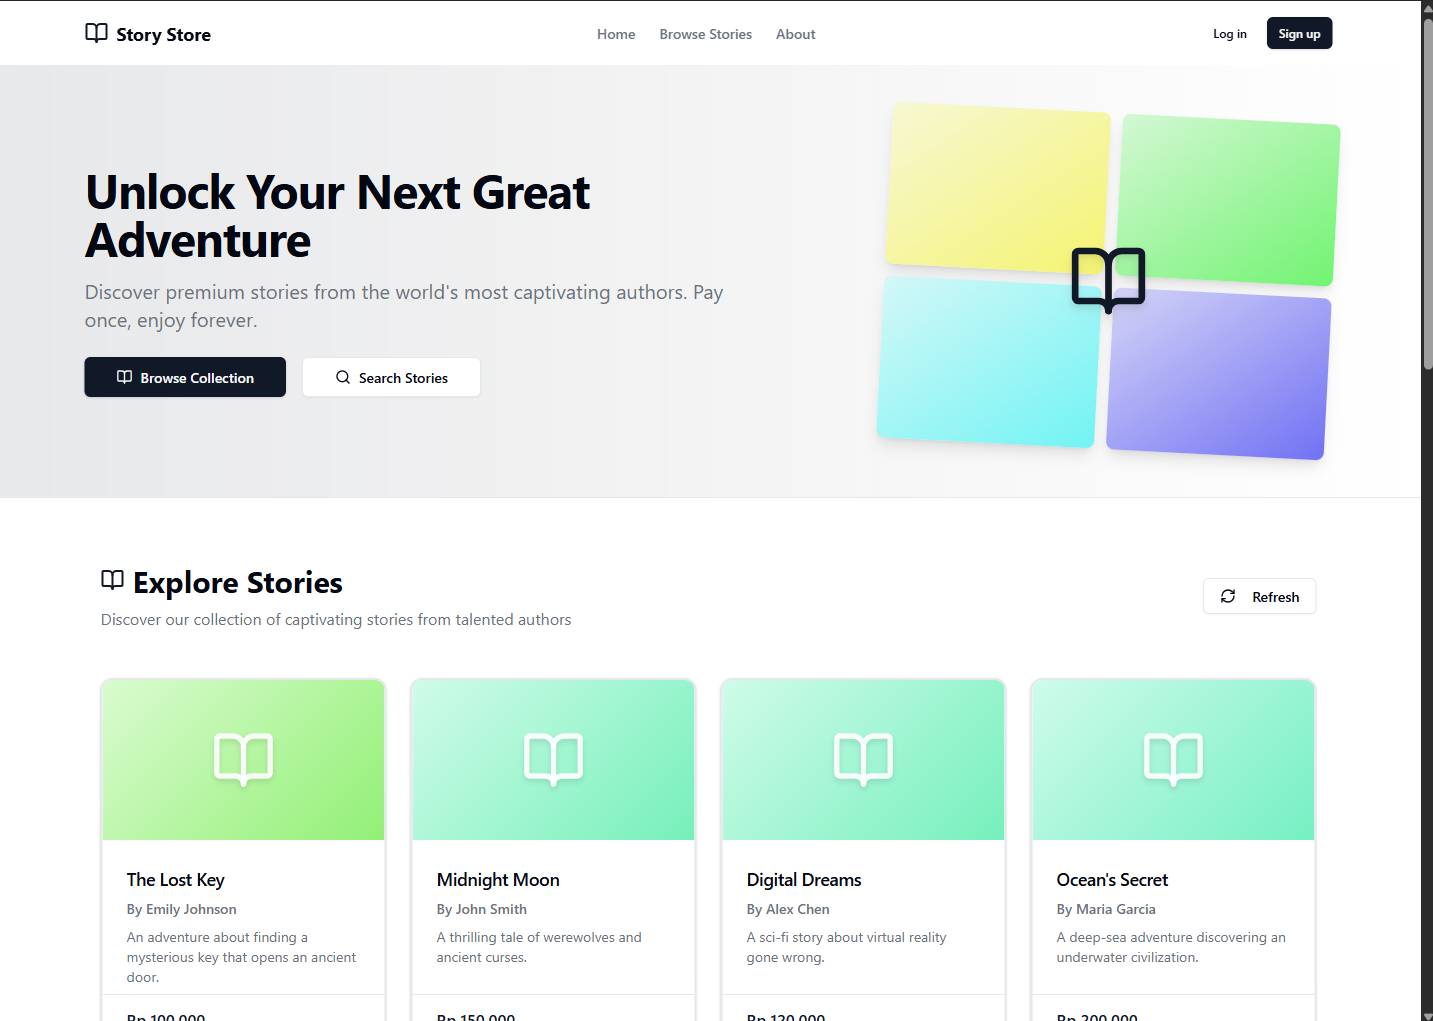 Story Store
Home
Browse Stories
About
Log in
Sign up
Unlock Your Next Great
Adventure
Discover premium stories from the world's most captivating authors. Pay
once, enjoy forever.
Browse Collection
Search Stories
Explore Stories
Discover our collection of captivating stories from talented authors
Refresh
The Lost Key
By Emily Johnson
An adventure about finding a
mysterious key that opens an ancient
door.
Rp 100.000
Midnight Moon
By John Smith
A thrilling tale of werewolves and
ancient curses.
Rp 150.000
Digital Dreams
By Alex Chen
A sci-fi story about virtual reality
gone wrong.
Rp 120.000
Ocean's Secret
By Maria Garcia
A deep-sea adventure discovering an
underwater civilization.
Rp 200.000